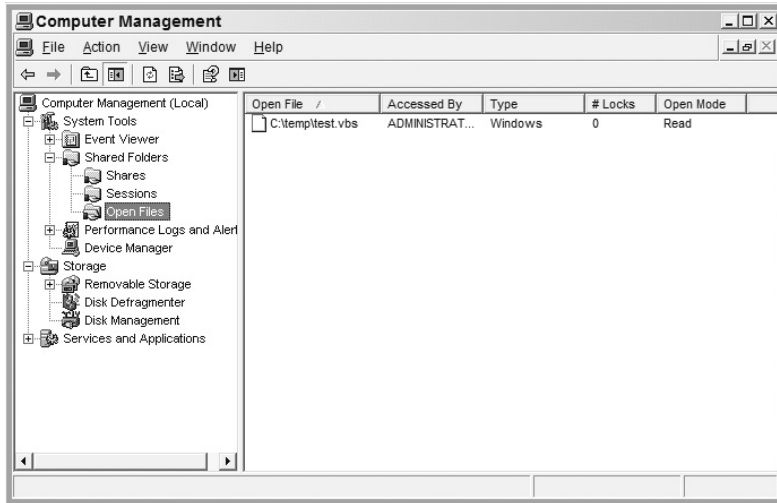 Computer Management
File Action View Window Help
Computer Management (Local)
System Tools
Event Viewer
Shared Folders
Shares
Sessions
Open Files
Performance Logs and Alert
Device Manager
Storage
Removable Storage
Disk Defragmenter
Disk Management
Services and Applications
Open File Accessed By Type # Locks Open Mode
C:\temp\test.vbs ADMINISTRAT... Windows 0 Read